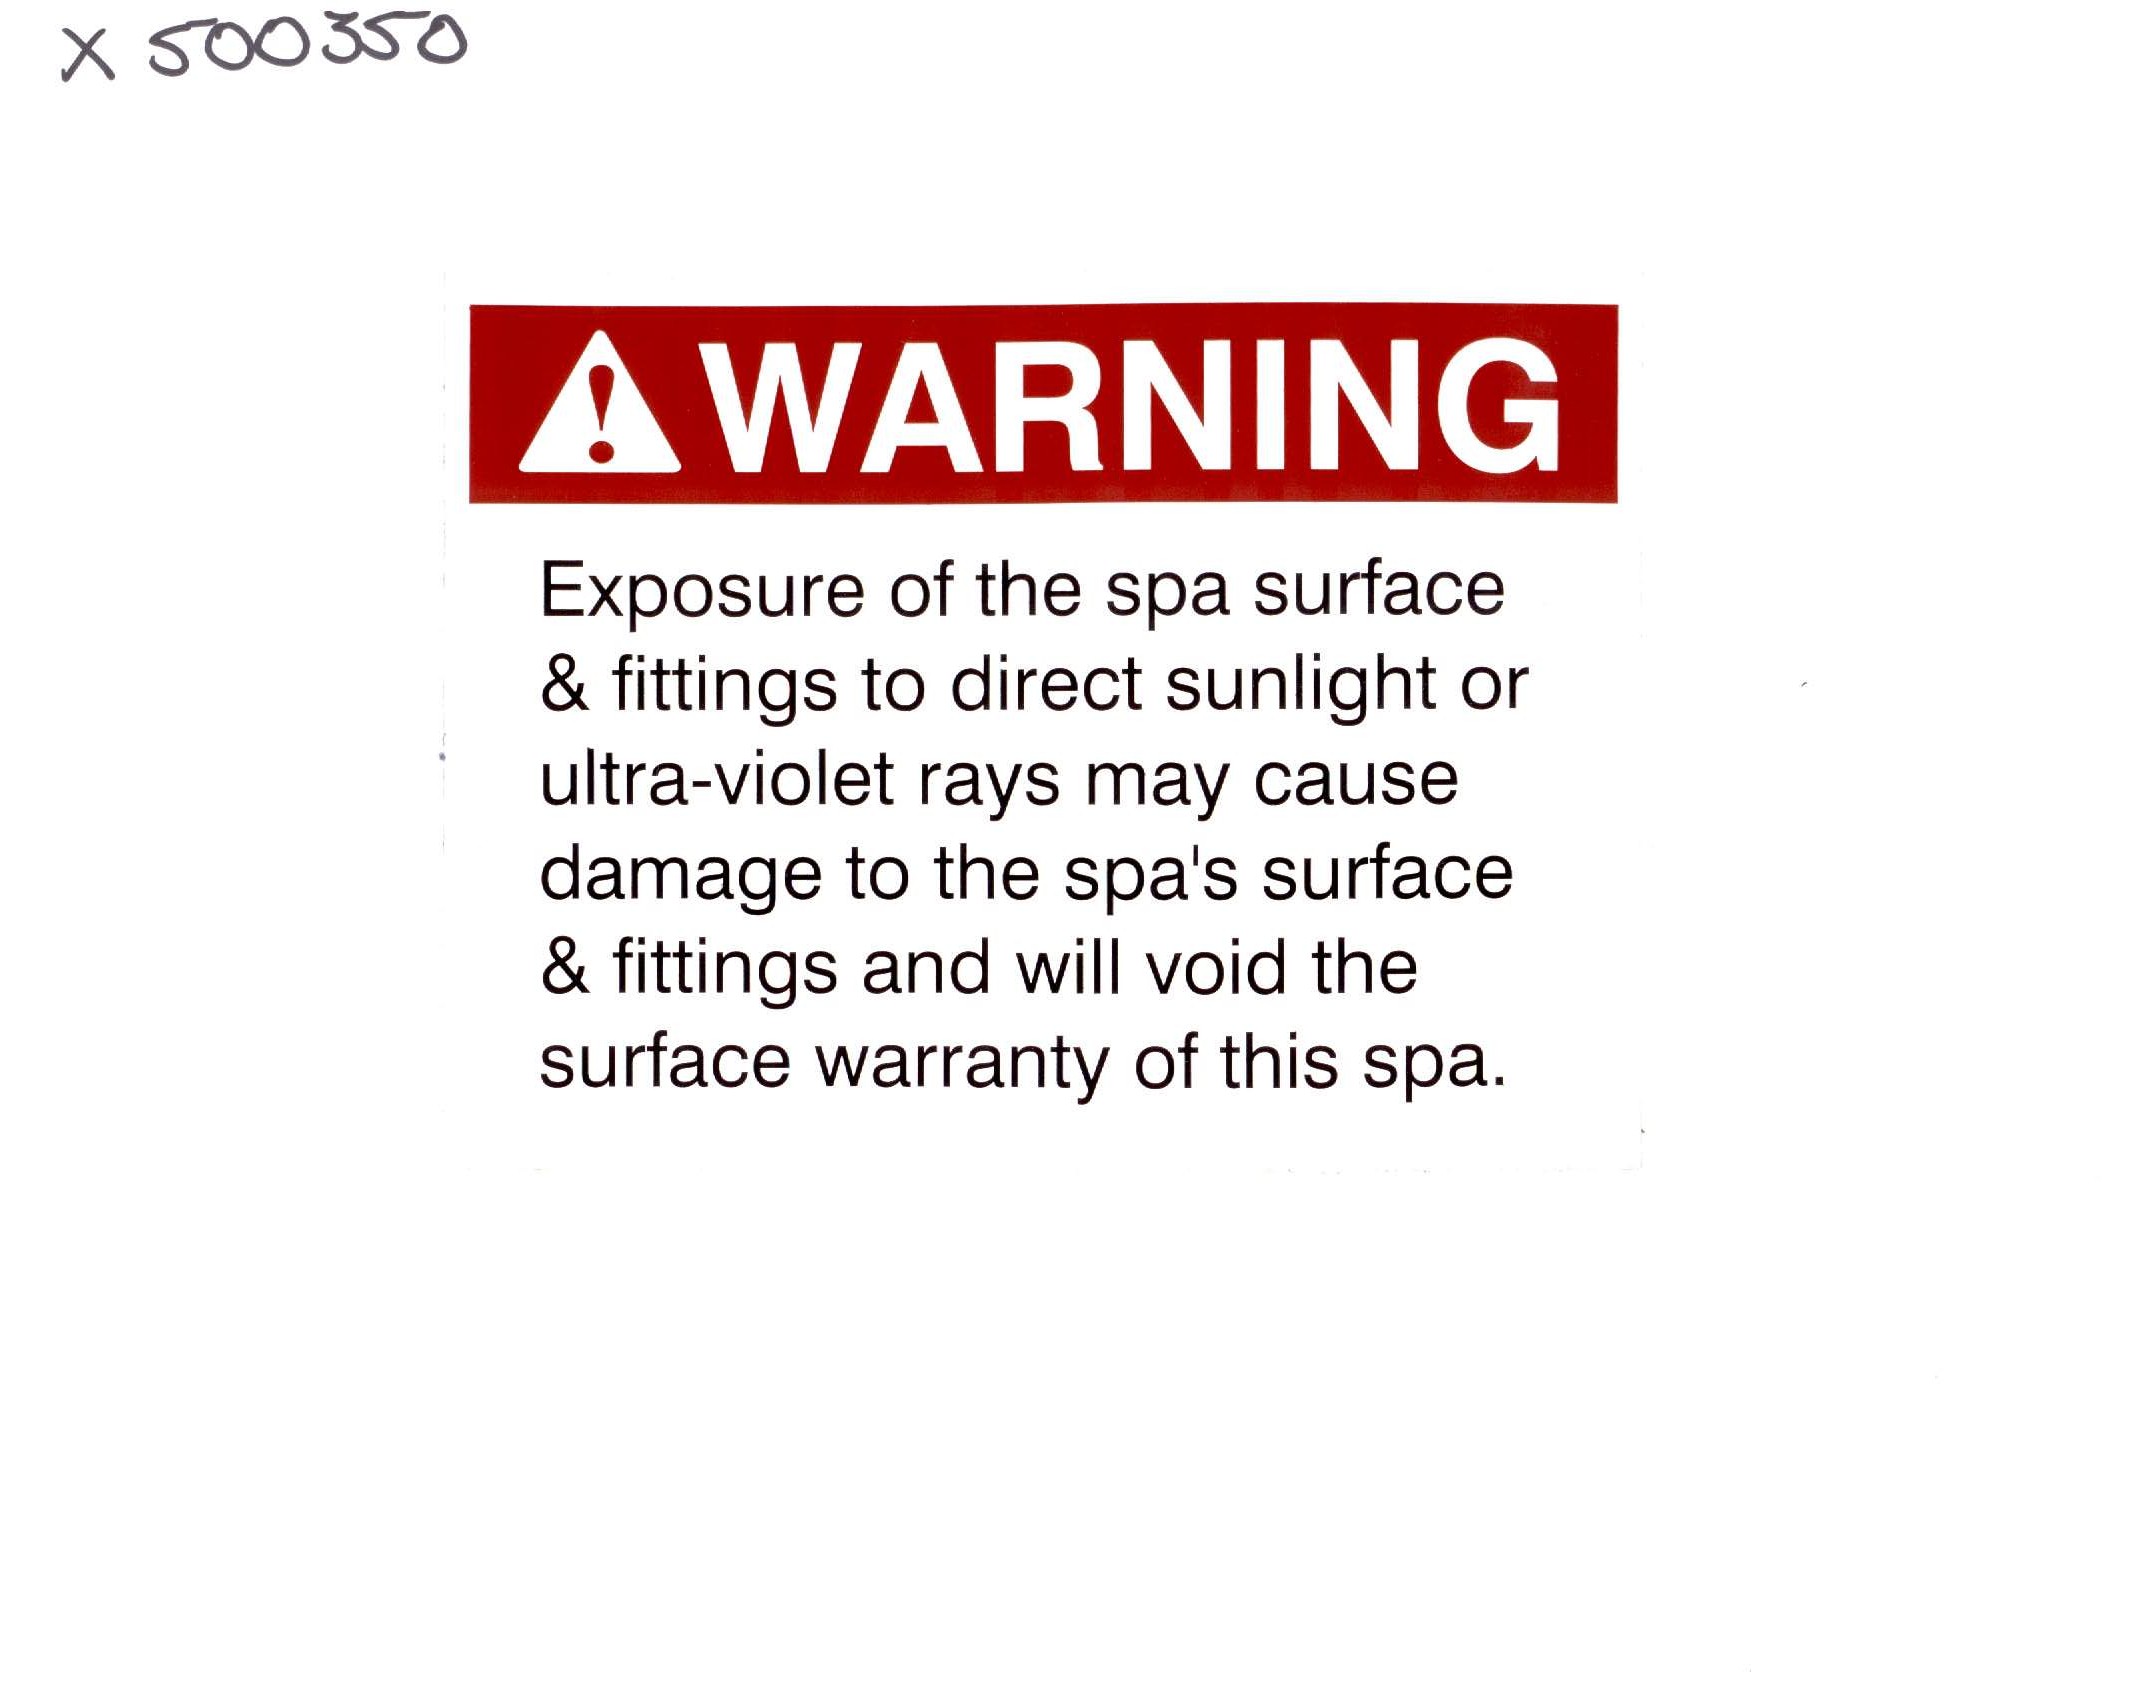 X500350
WARNING
Exposure of the spa surface
& fittings to direct sunlight or
ultra-violet rays may cause
damage to the spa's surface
& fittings and will void the
surface warranty of this spa.